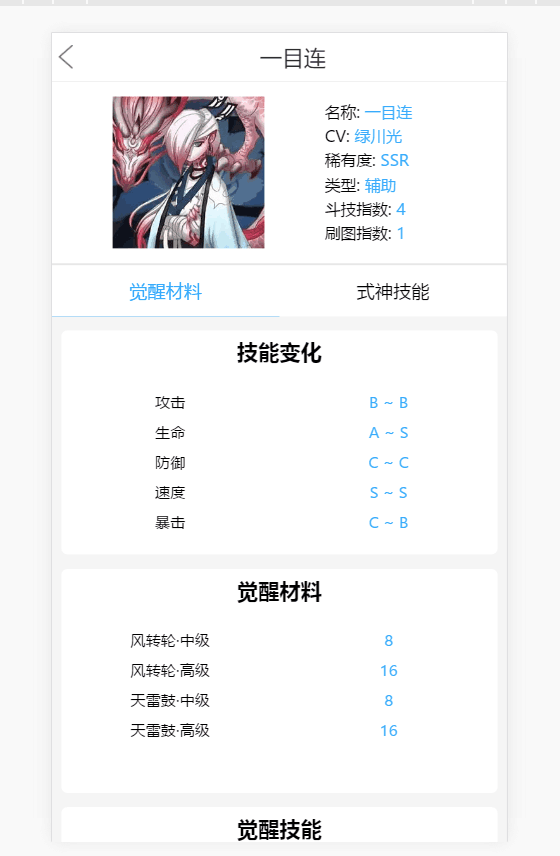 一目连
名称: 一目连
CV: 绿川光
稀有度: SSR
类型: 辅助
斗技指数: 4
刷图指数: 1
觉醒材料 式神技能
技能变化
攻击 B ~ B
生命 A ~ S
防御 C ~ C
速度 S ~ S
暴击 C ~ B
觉醒材料
风转轮·中级 8
风转轮·高级 16
天雷鼓·中级 8
天雷鼓·高级 16
觉醒技能